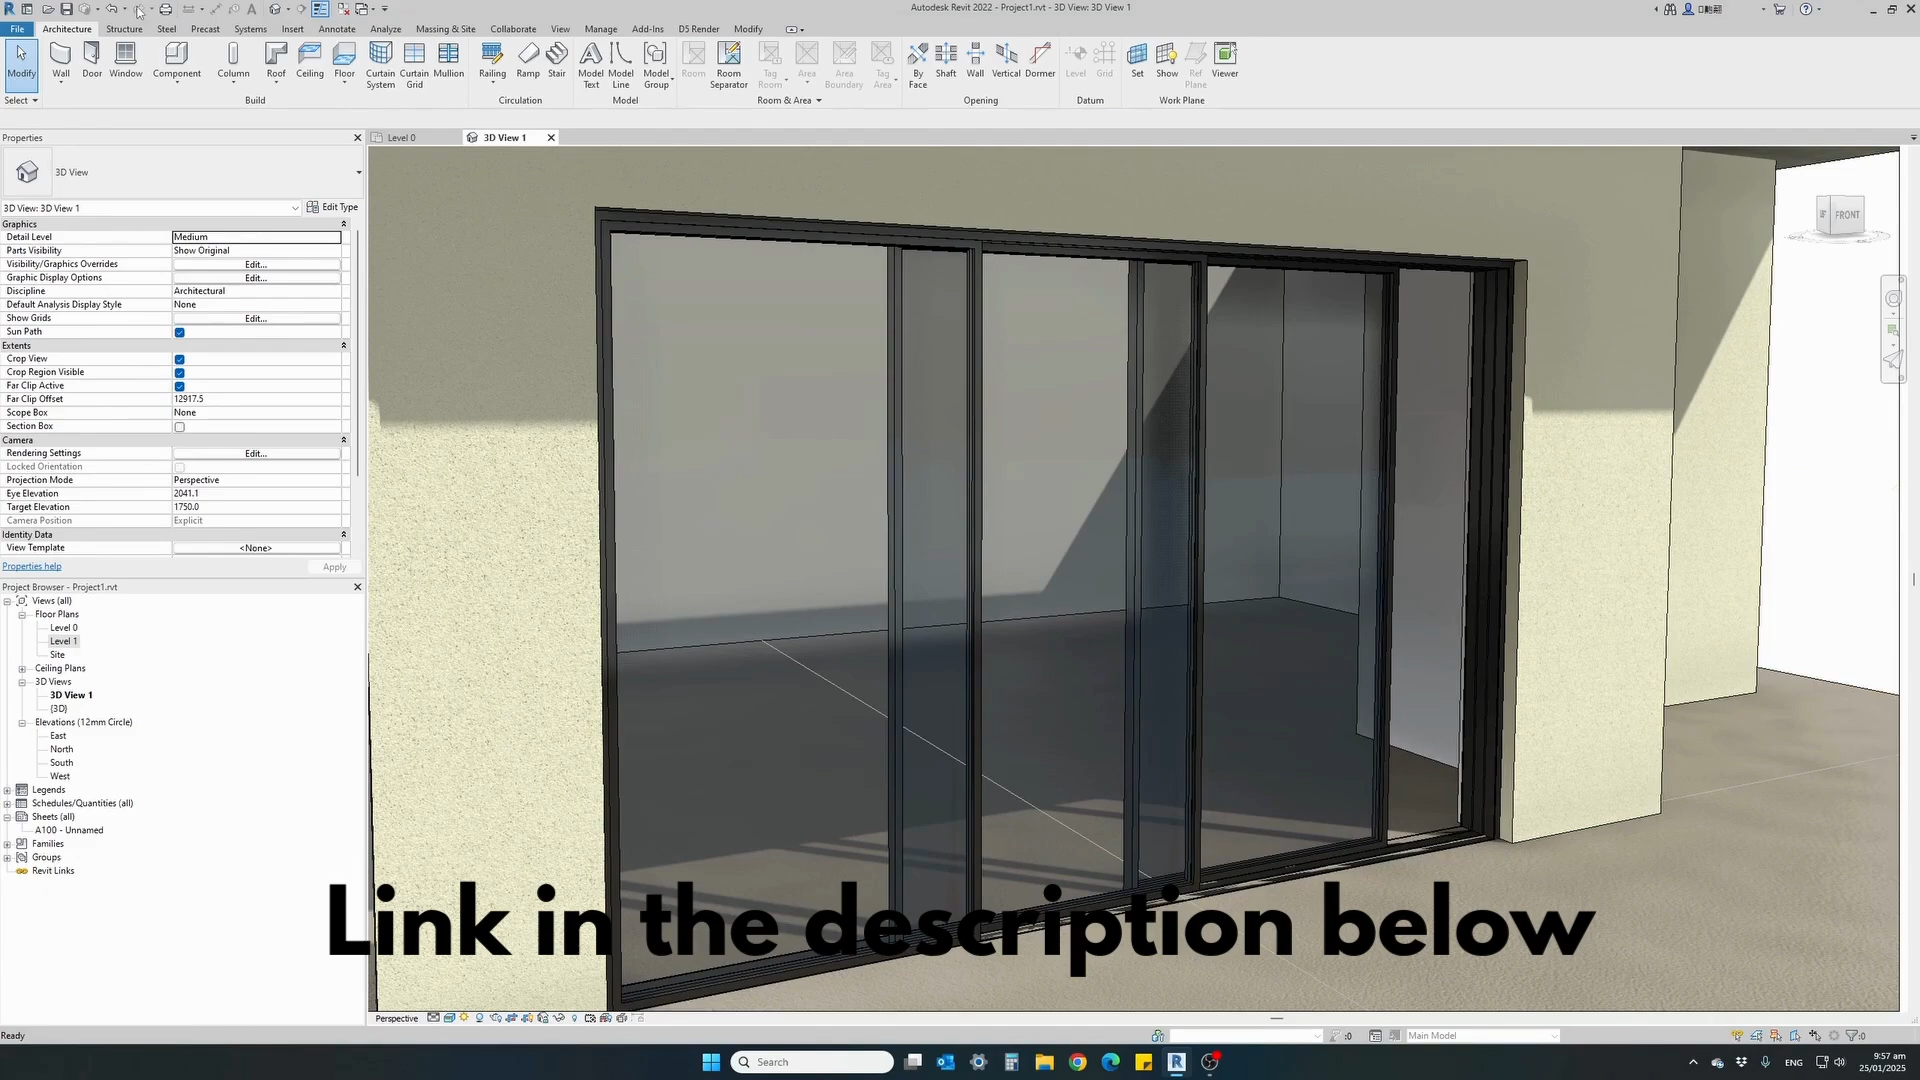 Autodesk Revit 2022 - Project1.rvt - 3D View: 3D View 1
File Architecture Structure Steel Precast Systems Insert Annotate Analyze Massing & Site Collaborate View Manage Add-Ins D5 Render Modify
Modify Wall Door Window Component Column Roof Ceiling Floor Curtain System Curtain Grid Mullion Railing Ramp Stair Model Text Model Line Model Group Room Room Separator Tag Room Area Area Boundary Tag Area By Face Shaft Wall Vertical Dormer Level Grid Set Show Ref Plane Viewer
Select Build Circulation Model Room & Area Opening Datum Work Plane
Properties
Level 0 3D View 1
3D View
3D View: 3D View 1 Edit Type
Graphics
Detail Level Medium
Parts Visibility Show Original
Visibility/Graphics Overrides Edit...
Graphic Display Options Edit...
Discipline Architectural
Default Analysis Display Style None
Show Grids Edit...
Sun Path
Extents
Crop View
Crop Region Visible
Far Clip Active
Far Clip Offset 12917.5
Scope Box None
Section Box
Camera
Rendering Settings Edit...
Locked Orientation
Projection Mode Perspective
Eye Elevation 2041.1
Target Elevation 1750.0
Camera Position Explicit
Identity Data
View Template <None>
Properties help Apply
Project Browser - Project1.rvt
Views (all)
Floor Plans
Level 0
Level 1
Site
Ceiling Plans
3D Views
3D View 1
{3D}
Elevations (12mm Circle)
East
North
South
West
Legends
Schedules/Quantities (all)
Sheets (all)
A100 - Unnamed
Families
Groups
Revit Links
FRONT
Link in the description below
Perspective
Ready :0 Main Model :0
Search
ENG
9:57 am
25/01/2025